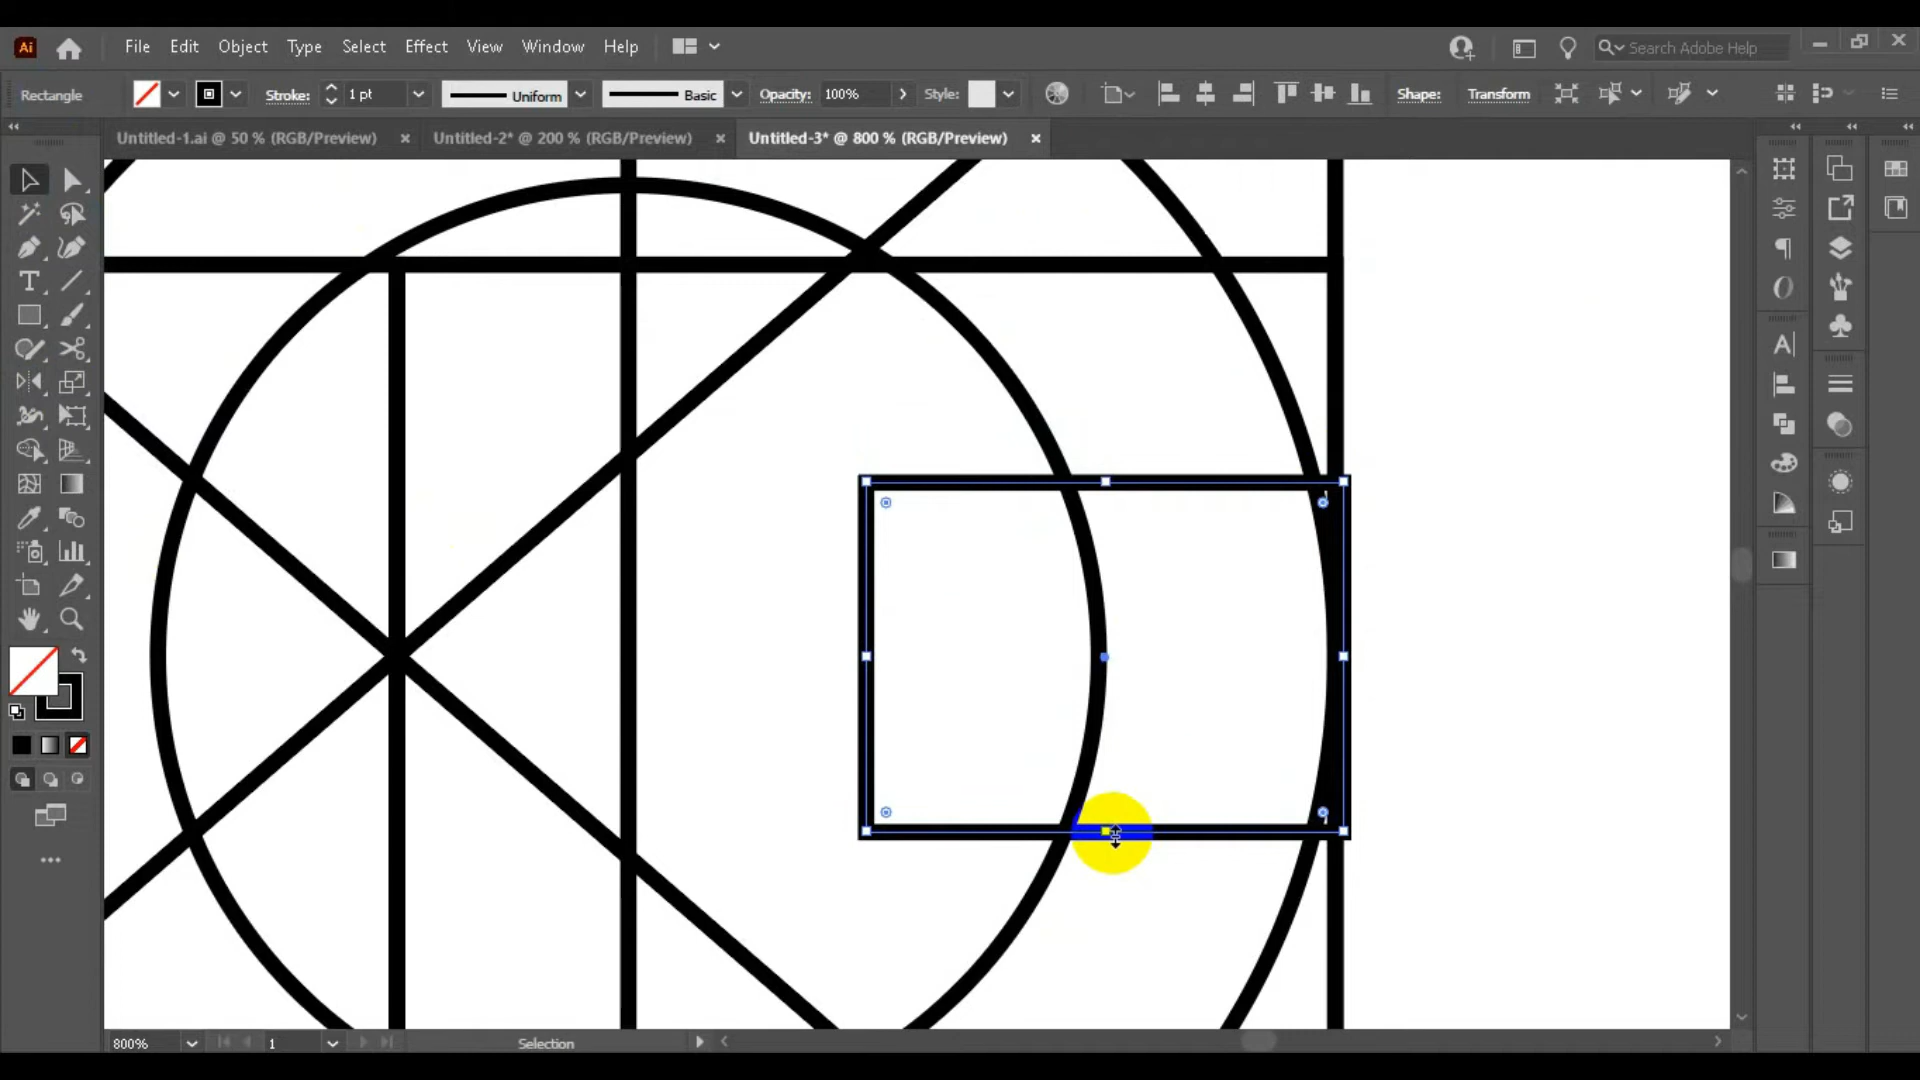 Ai File Edit Object Type Select Effect View Window Help Search Adobe Help
Rectangle Stroke: 1 pt Uniform Basic Opacity: 100% Style: Shape: Transform
Untitled-1.ai @ 50 % (RGB/Preview) × Untitled-2* @ 200 % (RGB/Preview) × Untitled-3* @ 800 % (RGB/Preview) ×
800% 1 Selection